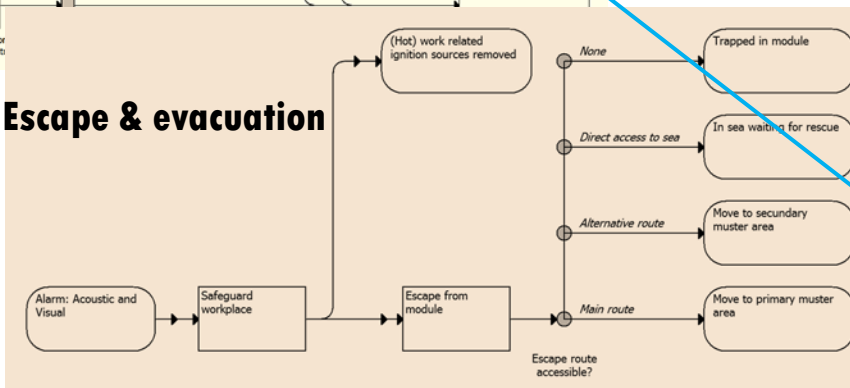 (Hot) work related
ignition sources removed
None
Trapped in module
Escape & evacuation
Direct access to sea
In sea waiting for rescue
Alternative route
Move to secundary
muster area
Alarm: Acoustic and
Visual
Safeguard
workplace
Escape from
module
Main route
Move to primary muster
area
Escape route
accessible?